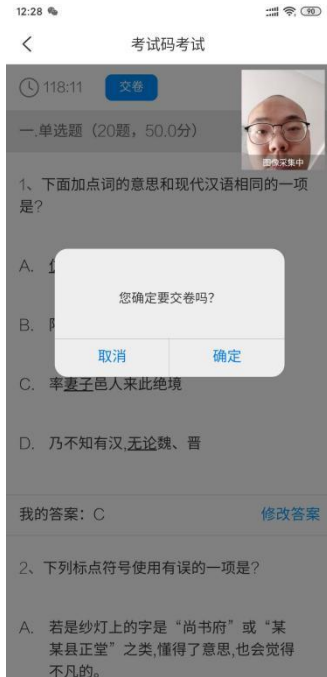 12:28
90
考试码考试
118:11
交卷
一.单选题（20题，50.0分）
图像采集中
1、下面加点词的意思和现代汉语相同的一项
是?
A.
您确定要交卷吗?
B.
取消
确定
C. 率妻子邑人来此绝境
D. 乃不知有汉,无论魏、晋
我的答案：C
修改答案
2、下列标点符号使用有误的一项是?
A. 若是纱灯上的字是“尚书府”或“某
某县正堂”之类,懂得了意思,也会觉得
不凡的。